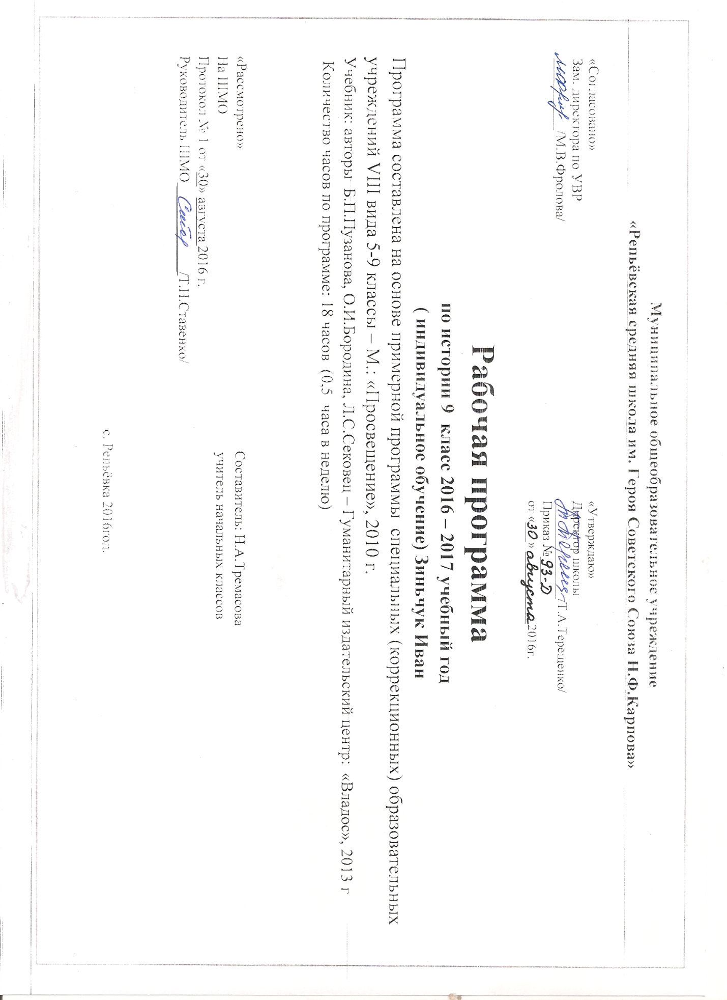 Муниципальное общеобразовательное учреждение
«Репьёвская средняя школа им. Героя Советского Союза Н.Ф.Карпова»
«Согласовано»
Зам. директора по УВР
/М.В.Фролова/
«Утверждаю»
Директор школы
/Т.А.Терещенко/
Приказ №93-Д
от «30» августа 2016г.
Рабочая программа
по истории 9 класс 2016 – 2017 учебный год
( индивидуальное обучение) Зиньчук Иван
Программа составлена на основе примерной программы специальных (коррекционных) образовательных
учреждений VIII вида 5-9 классы – М.: «Просвещение», 2010 г.
Учебник: авторы Б.П.Пузанова, О.И.Бородина, Л.С.Сековец – Гуманитарный издательский центр: «Владос», 2013 г
Количество часов по программе: 18 часов (0,5 часа в неделю)
«Рассмотрено»
На ШМО
Протокол № 1 от «30» августа 2016 г.
Руководитель ШМО /Т.Н.Ставенко/
Составитель: Н.А.Тремасова
учитель начальных классов
с. Репьёвка 2016год.